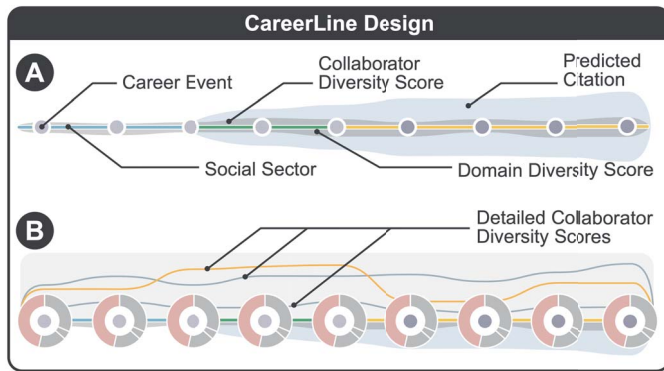 CareerLine Design
A
Career Event
Collaborator
Diversity Score
Predicted
Citation
Social Sector
Domain Diversity Score
B
Detailed Collaborator
Diversity Scores